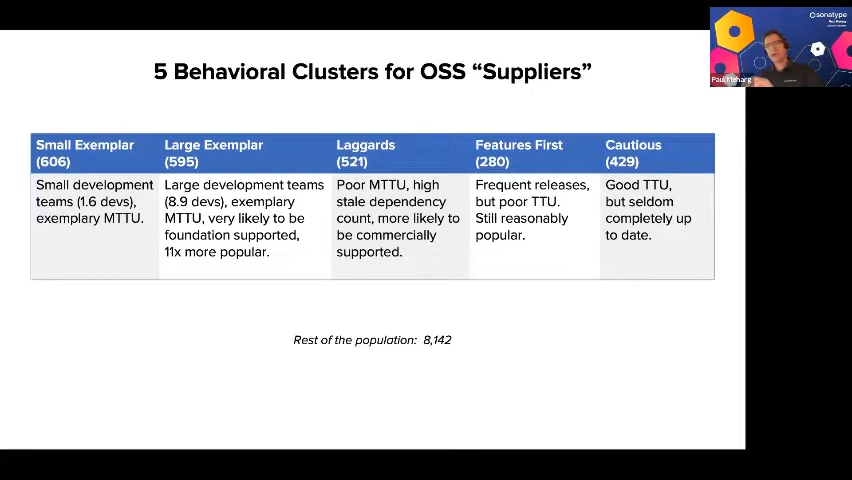 sonatype
Paul Meharg
5 Behavioral Clusters for OSS “Suppliers”
Small Exemplar
(606)
Large Exemplar
(595)
Laggards
(521)
Features First
(280)
Cautious
(429)
Small development
teams (1.6 devs),
exemplary MTTU.
Large development teams
(8.9 devs), exemplary
MTTU, very likely to be
foundation supported,
11x more popular.
Poor MTTU, high
stale dependency
count, more likely to
be commercially
supported.
Frequent releases,
but poor TTU.
Still reasonably
popular.
Good TTU,
but seldom
completely up
to date.
Rest of the population: 8,142